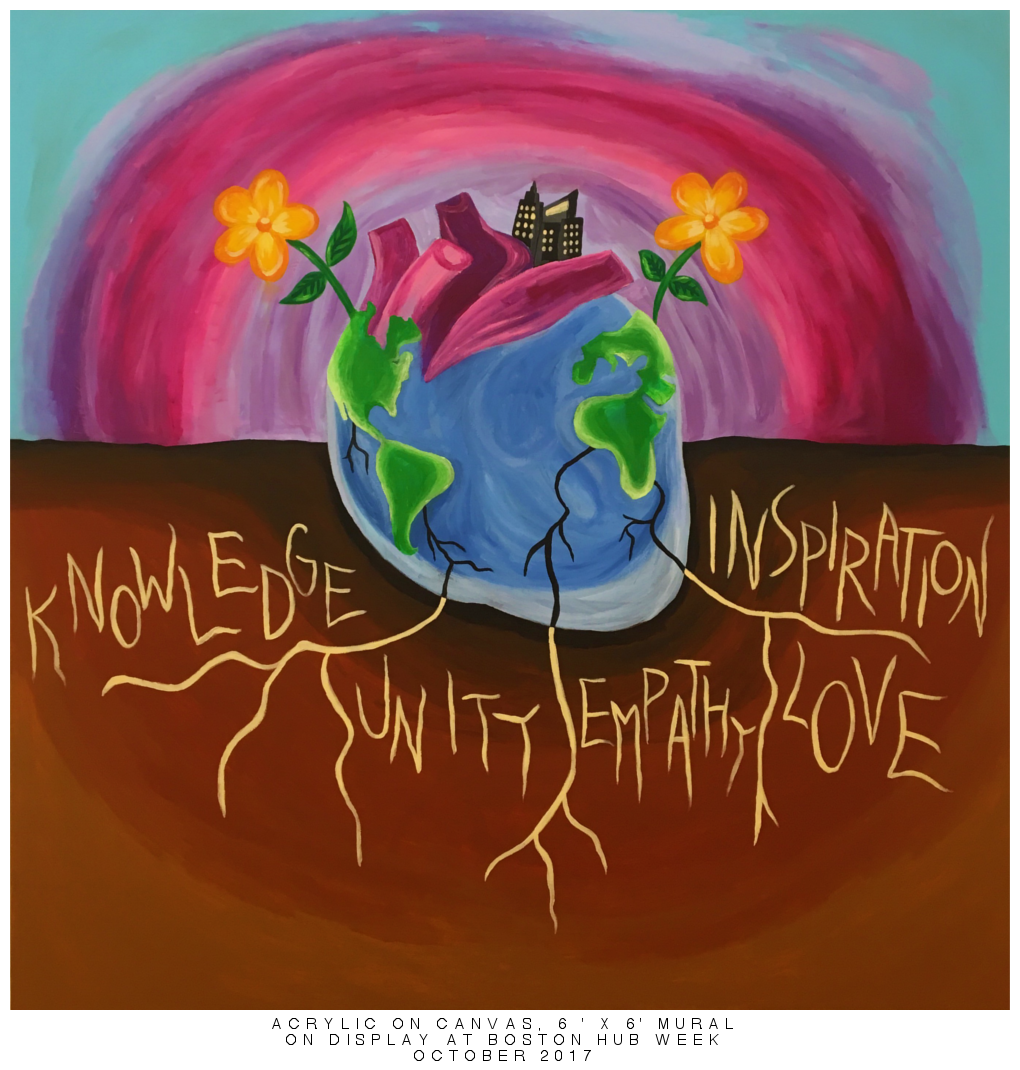 KNOWLEDGE
INSPIRATION
UNITY
EMPATHY
LOVE
ACRYLIC ON CANVAS, 6 ' X 6' MURAL
ON DISPLAY AT BOSTON HUB WEEK
OCTOBER 2017